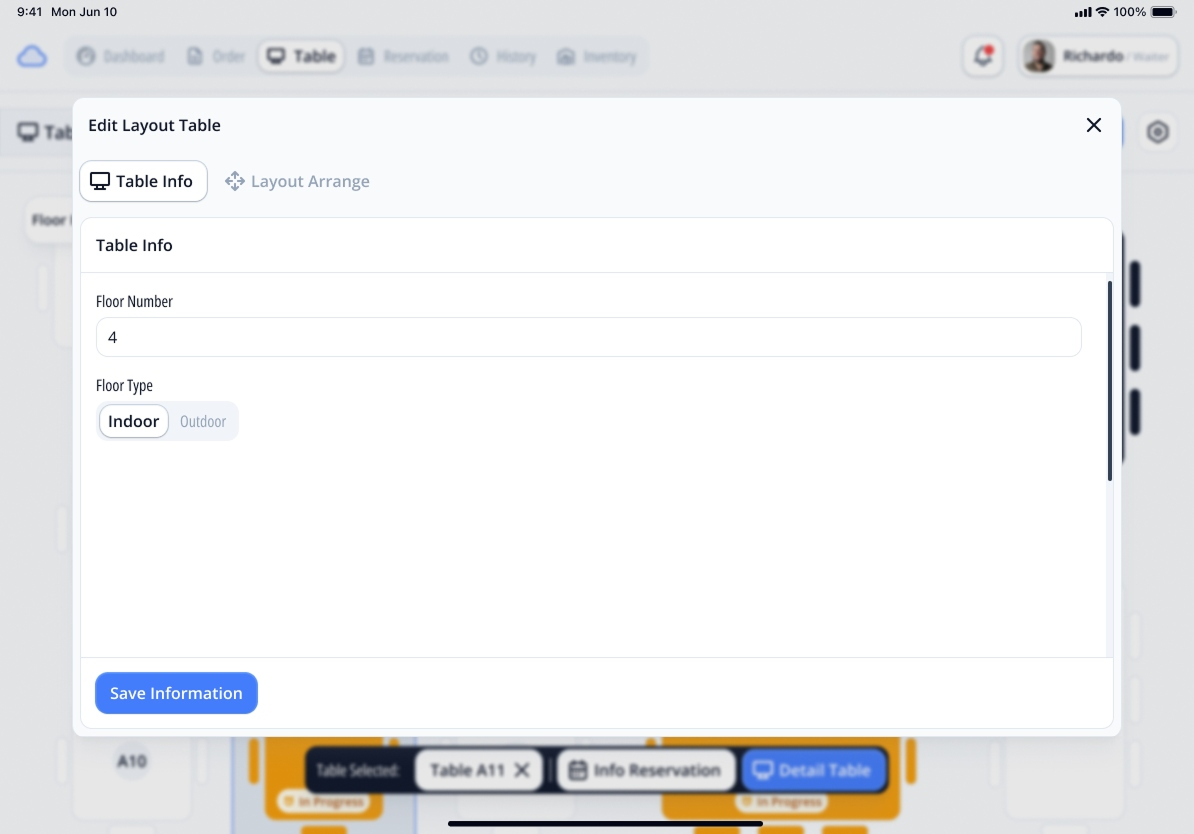 9:41 Mon Jun 10
100%
Dashboard
Order
Table
Reservation
History
Inventory
Richardo / Waiter
Edit Layout Table
Table Info
Layout Arrange
Floor
Table Info
Floor Number
4
Floor Type
Indoor
Outdoor
Save Information
A10
Table Selected:
Table A11
Info Reservation
Detail Table
In Progress
In Progress